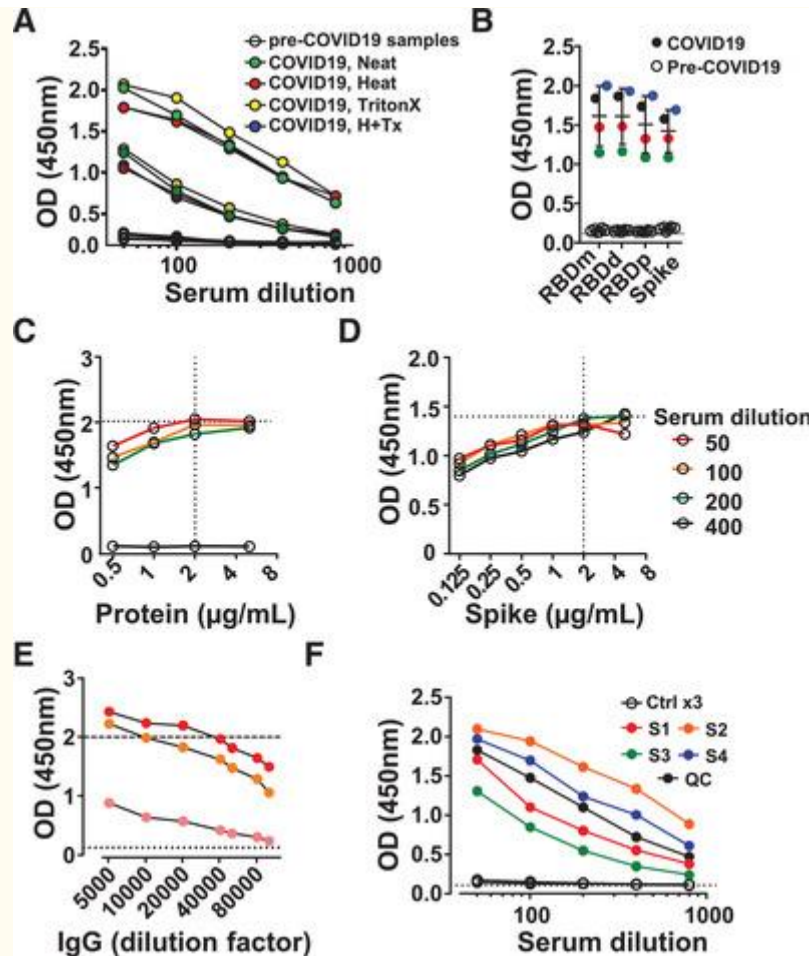 A
OD (450nm)
2.5
2.0
1.5
1.0
0.5
0.0
100
1000
Serum dilution
pre-COVID19 samples
COVID19, Neat
COVID19, Heat
COVID19, TritonX
COVID19, H+Tx
B
OD (450nm)
2.5
2.0
1.5
1.0
0.5
0.0
COVID19
Pre-COVID19
RBDm
RBDd
RBDp
Spike
C
OD (450nm)
3
2
1
0
0.5
1
2
4
8
Protein (µg/mL)
D
OD (450nm)
2.0
1.5
1.0
0.5
0
0.125
0.25
0.5
1
2
4
8
Spike (µg/mL)
Serum dilution
50
100
200
400
E
OD (450nm)
3
2
1
0
5000
10000
20000
40000
80000
IgG (dilution factor)
F
OD (450nm)
2.5
2.0
1.5
1.0
0.5
0.0
100
1000
Serum dilution
Ctrl x3
S1 S2
S3 S4
QC